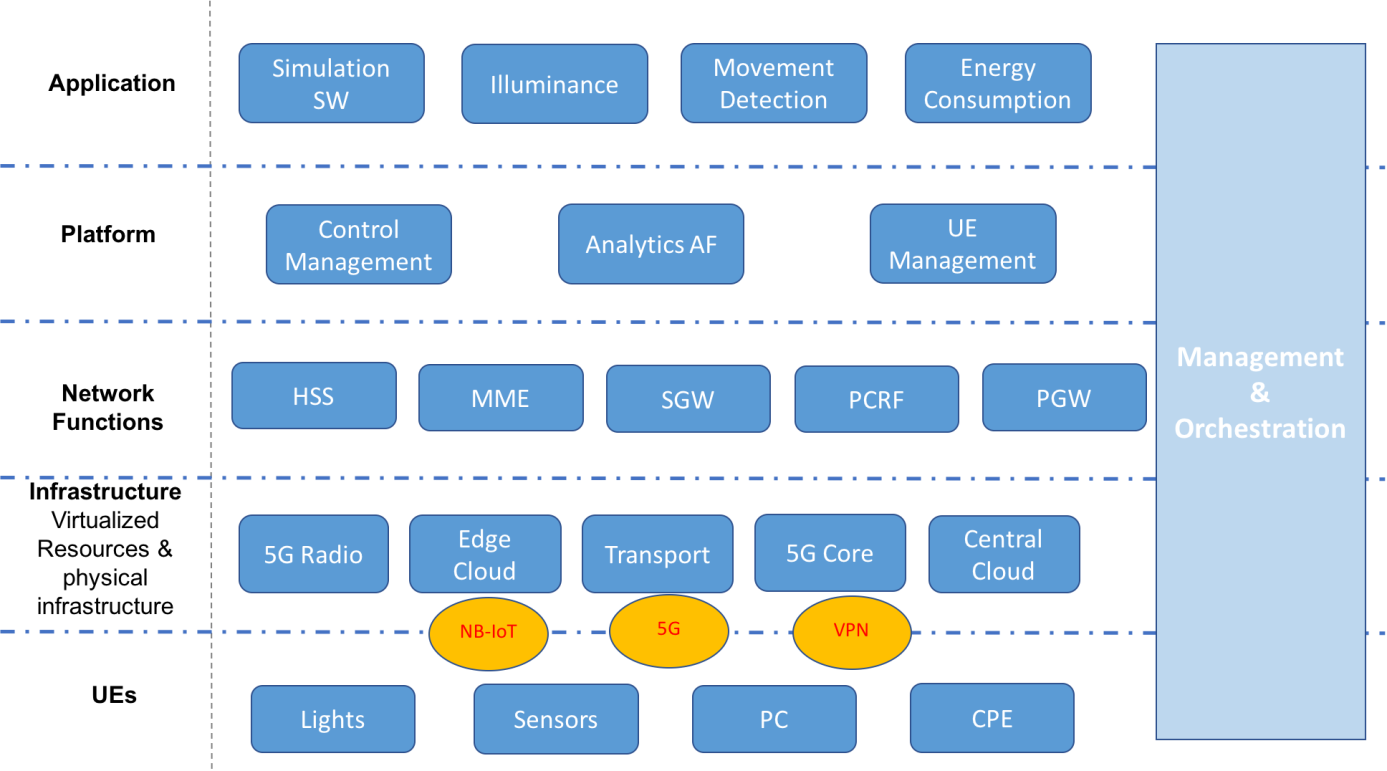 Application
Simulation
SW
Illuminance
Movement
Detection
Energy
Consumption
Platform
Control
Management
Analytics AF
UE
Management
Network
Functions
HSS
MME
SGW
PCRF
PGW
Management
&
Orchestration
Infrastructure
Virtualized
Resources &
physical
infrastructure
5G Radio
Edge
Cloud
Transport
5G Core
Central
Cloud
NB-IoT
5G
VPN
UEs
Lights
Sensors
PC
CPE